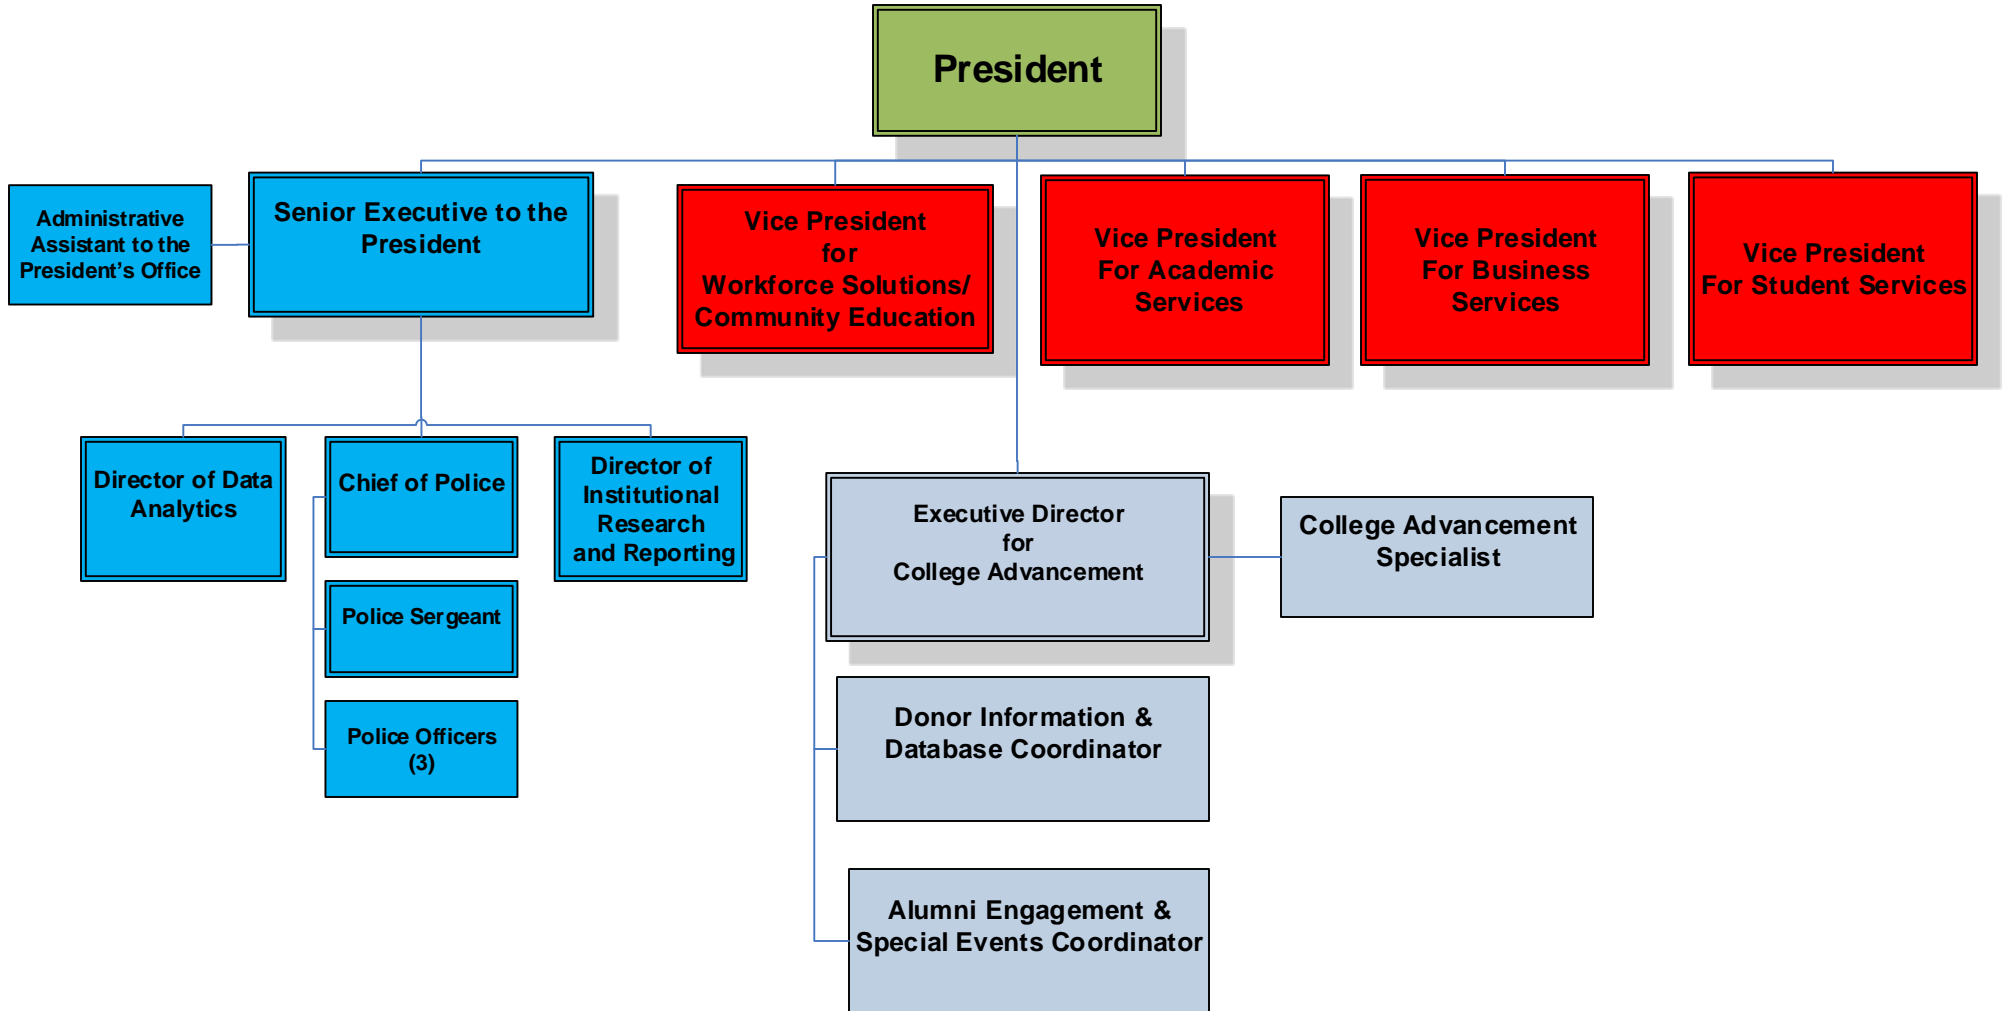 President
Administrative
Assistant to the
President’s Office
Senior Executive to the
President
Vice President
for
Workforce Solutions/
Community Education
Vice President
For Academic
Services
Vice President
For Business
Services
Vice President
For Student Services
Director of Data
Analytics
Chief of Police
Director of
Institutional
Research
and Reporting
Police Sergeant
Police Officers
(3)
Executive Director
for
College Advancement
College Advancement
Specialist
Donor Information &
Database Coordinator
Alumni Engagement &
Special Events Coordinator